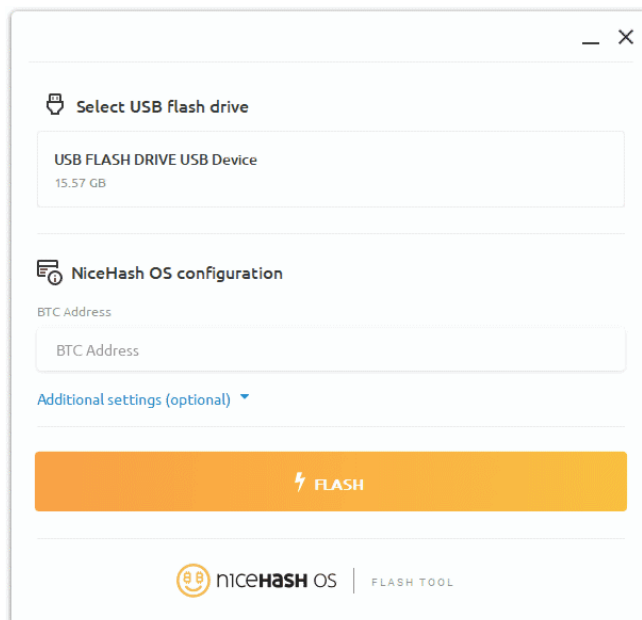 Select USB flash drive
USB FLASH DRIVE USB Device
15.57 GB
NiceHash OS configuration
BTC Address
BTC Address
Additional settings (optional)
FLASH
nıceHASH OS | FLASH TOOL